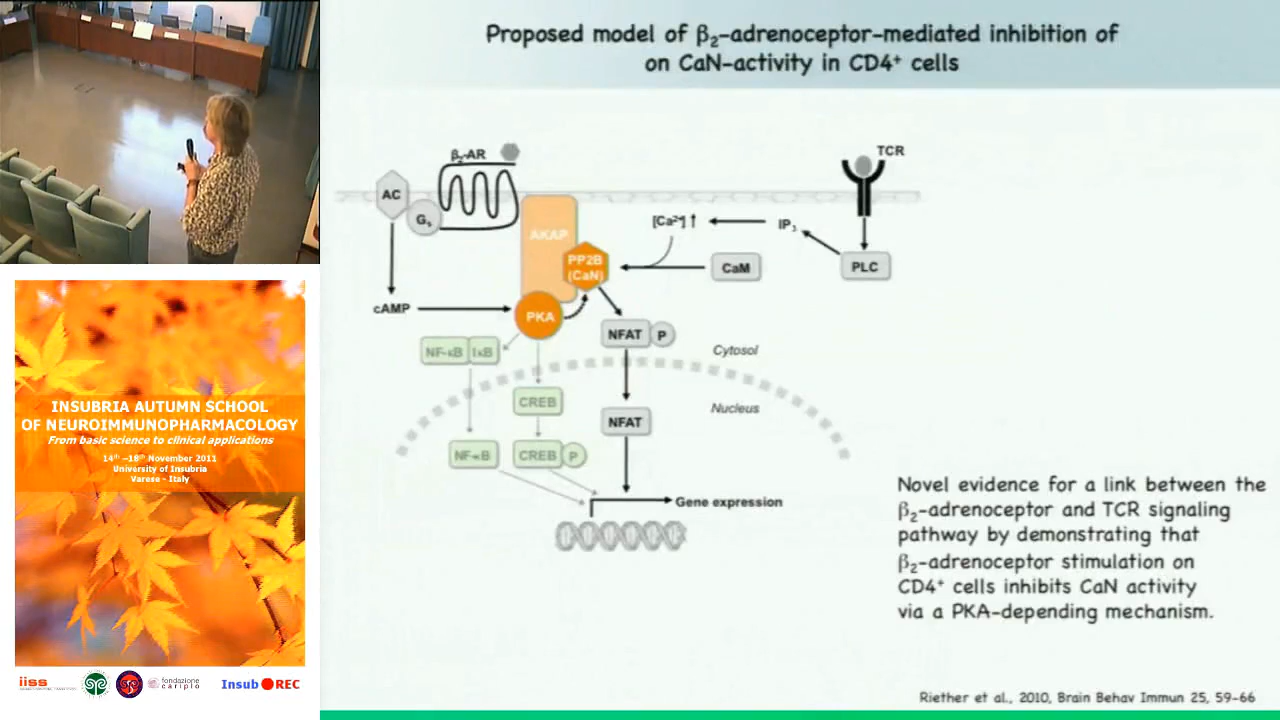 Proposed model of β₂-adrenoceptor-mediated inhibition of
on CaN-activity in CD4⁺ cells
β₂-AR
TCR
AC
Gₛ
AKAP
[Ca²⁺] ↑
IP₃
PP2B
(CaN)
CaM
PLC
cAMP
PKA
NFAT
P
NF-κB
IκB
Cytosol
CREB
Nucleus
NFAT
NF-κB
CREB
P
Gene expression
Novel evidence for a link between the
β₂-adrenoceptor and TCR signaling
pathway by demonstrating that
β₂-adrenoceptor stimulation on
CD4⁺ cells inhibits CaN activity
via a PKA-depending mechanism.
Riether et al., 2010, Brain Behav Immun 25, 59-66
INSUBRIA AUTUMN SCHOOL
OF NEUROIMMUNOPHARMACOLOGY
From basic science to clinical applications
14th –18th November 2011
University of Insubria
Varese - Italy
iiss
fondazione
cariplo
Insub REC